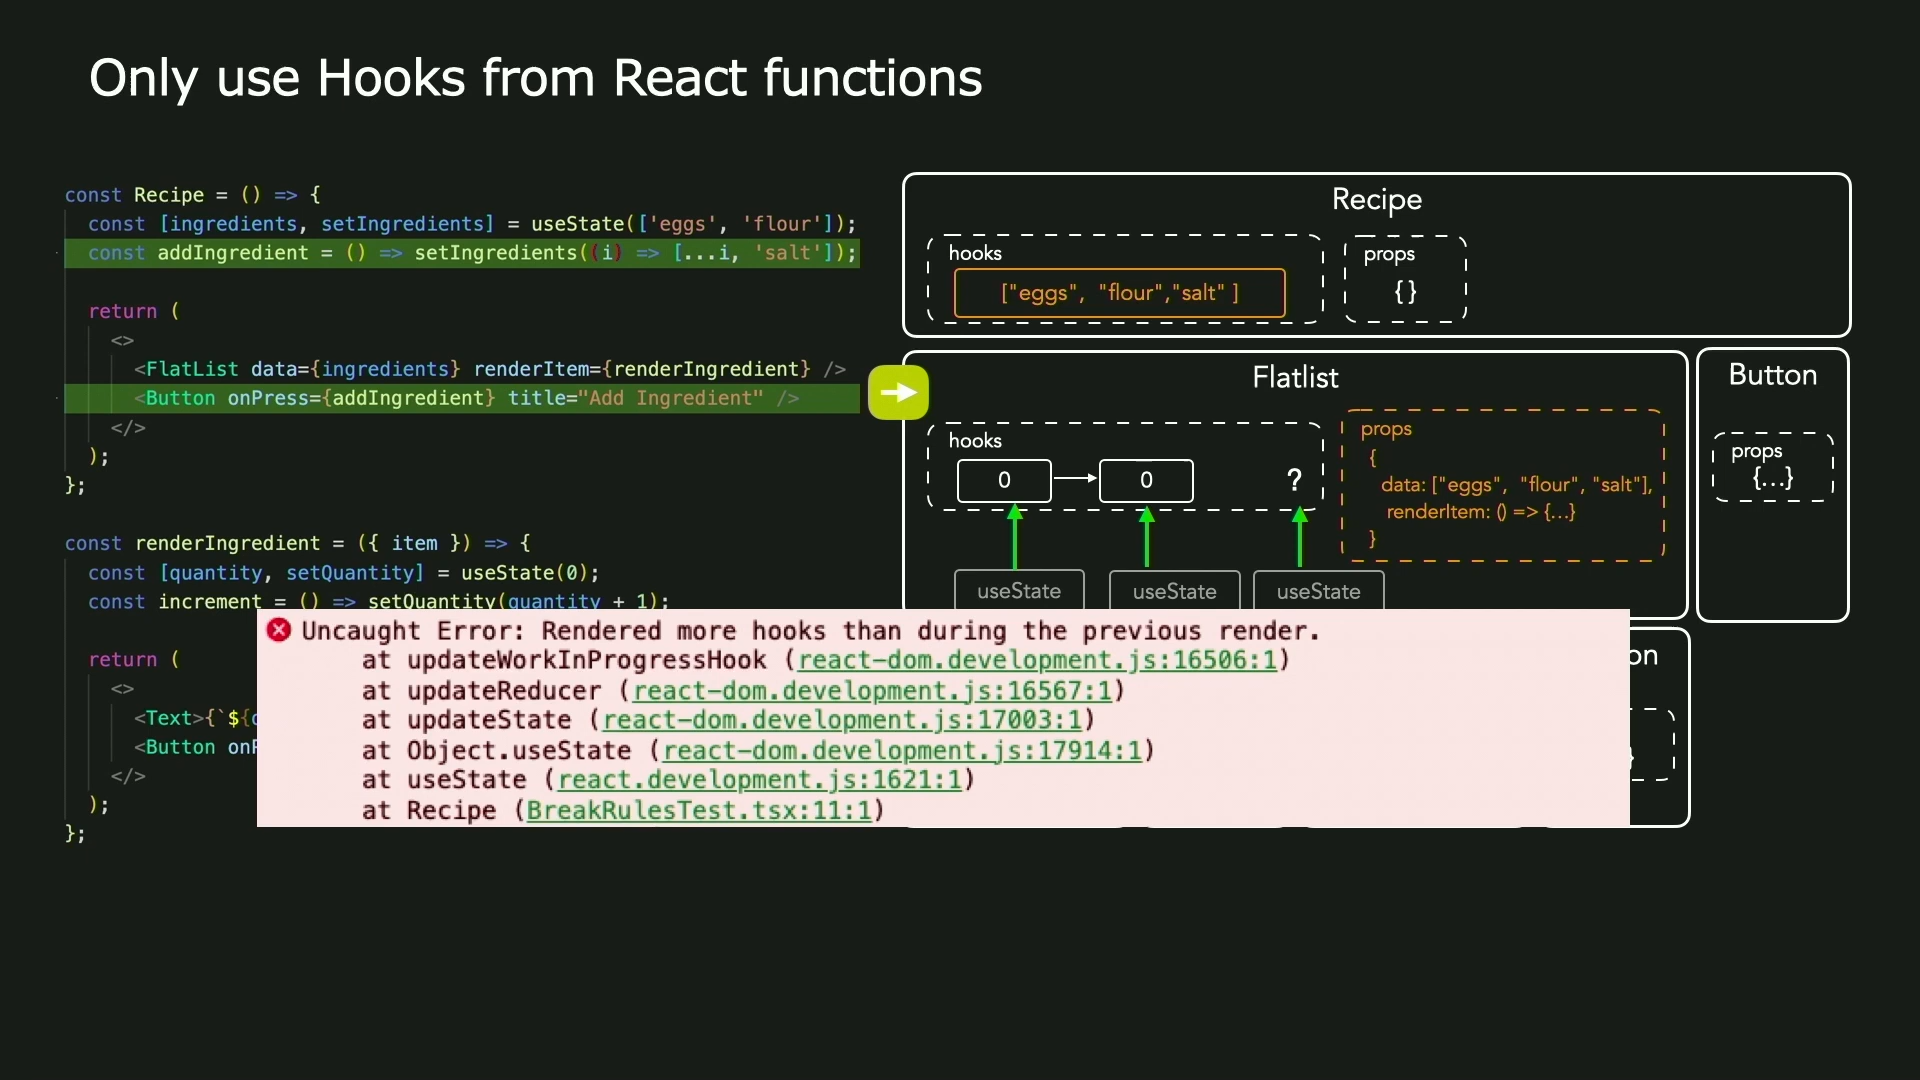 Only use Hooks from React functions
const Recipe = () => {
const [ingredients, setIngredients] = useState(['eggs', 'flour']);
const addIngredient = () => setIngredients((i) => [...i, 'salt']);
return (
<>
<FlatList data={ingredients} renderItem={renderIngredient} />
<Button onPress={addIngredient} title="Add Ingredient" />
</>
);
};
const renderIngredient = ({ item }) => {
const [quantity, setQuantity] = useState(0);
const increment = () => setQuantity(quantity + 1);
return (
<>
<Text>{`${
<Button
</>
);
};
Recipe
hooks
["eggs", "flour","salt" ]
props
{}
Flatlist
hooks
0
0
?
useState
useState
useState
props
{
data: ["eggs", "flour", "salt"],
renderItem: () => {...}
}
Button
props
{...}
Uncaught Error: Rendered more hooks than during the previous render.
at updateWorkInProgressHook (react-dom.development.js:16506:1)
at updateReducer (react-dom.development.js:16567:1)
at updateState (react-dom.development.js:17003:1)
at Object.useState (react-dom.development.js:17914:1)
at useState (react.development.js:1621:1)
at Recipe (BreakRulesTest.tsx:11:1)